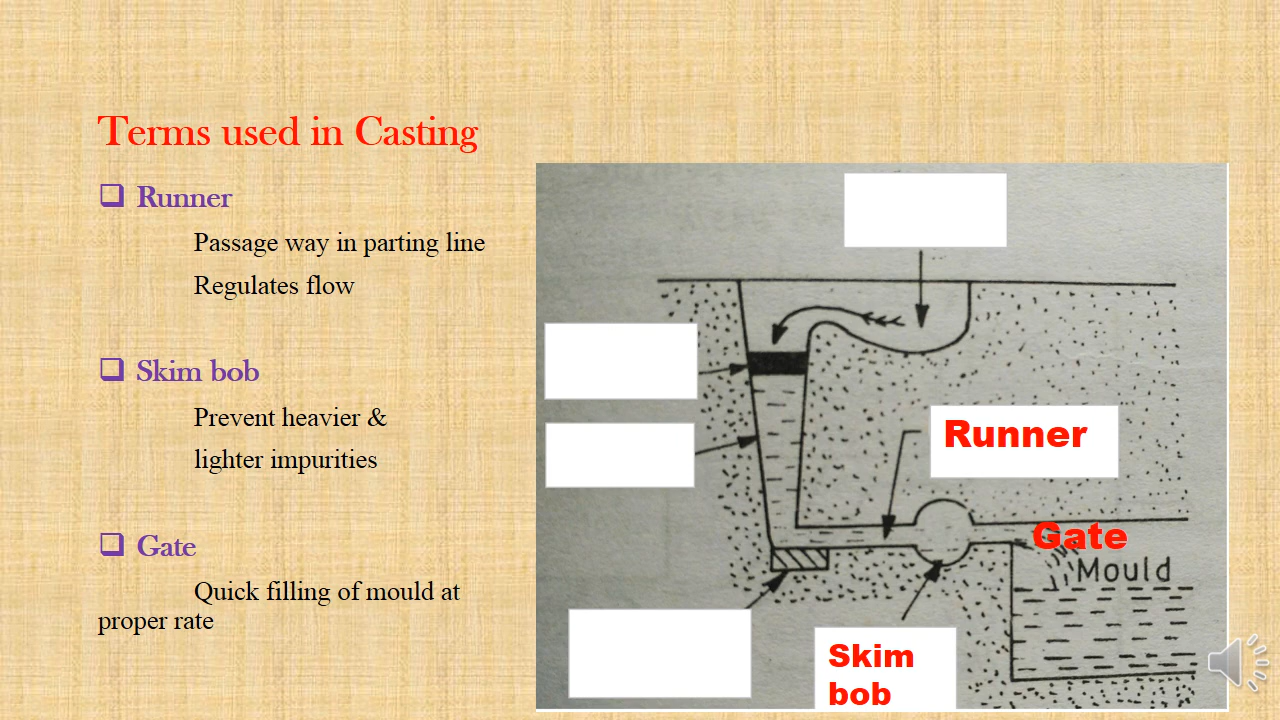 Terms used in Casting
Runner
Passage way in parting line
Regulates flow
Skim bob
Prevent heavier &
lighter impurities
Gate
Quick filling of mould at
proper rate
Runner
Gate
Mould
Skim
bob